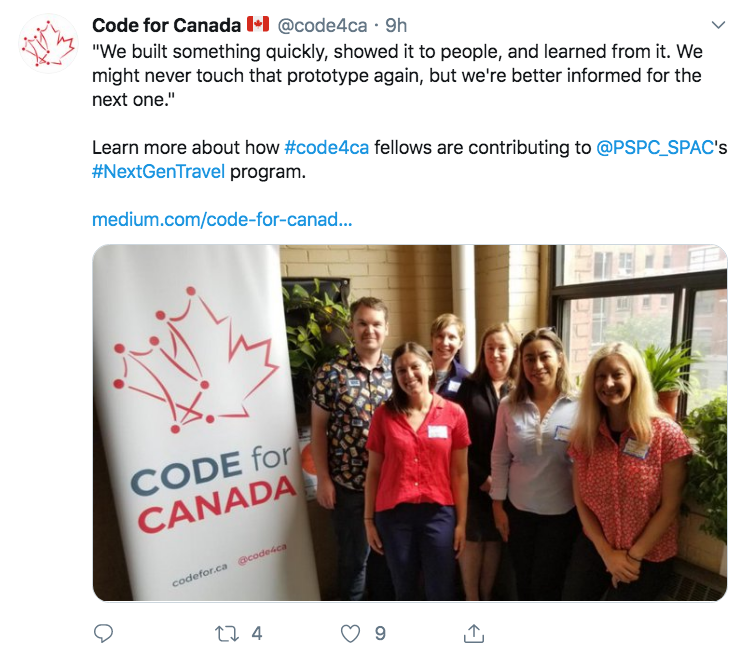 Code for Canada 🇨🇦 @code4ca · 9h
"We built something quickly, showed it to people, and learned from it. We
might never touch that prototype again, but we're better informed for the
next one."
Learn more about how #code4ca fellows are contributing to @PSPC_SPAC's
#NextGenTravel program.
medium.com/code-for-canad...
CODE for
CANADA
codefor.ca @code4ca
4 9